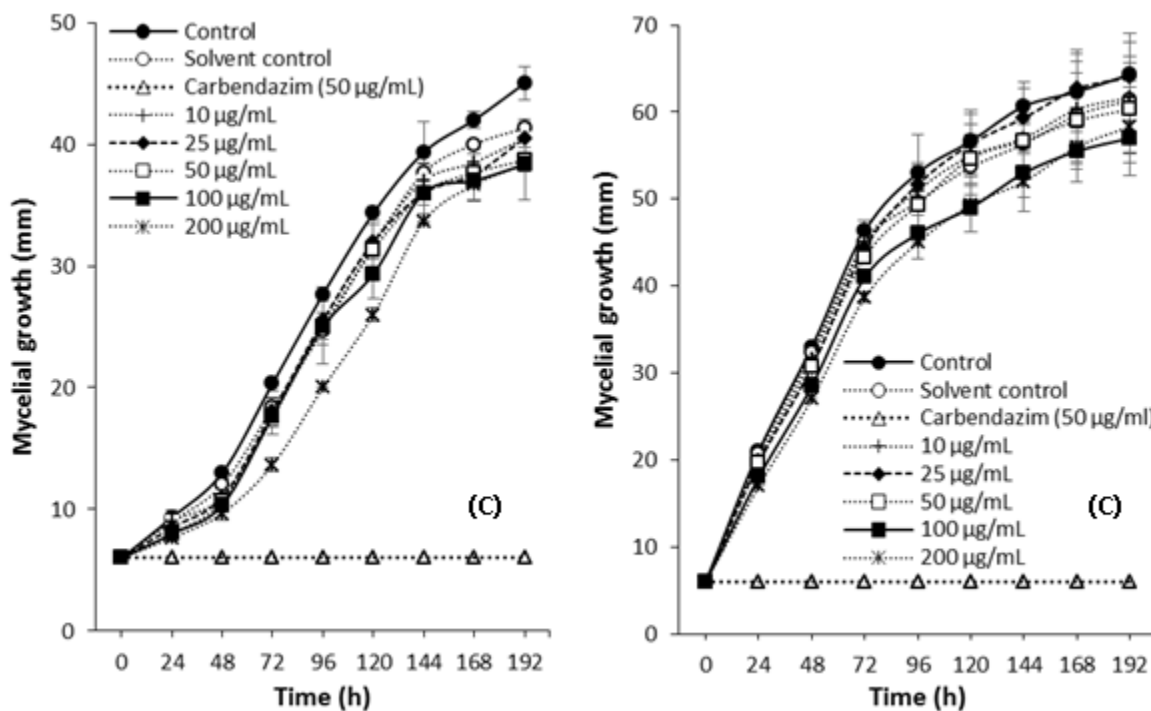 Mycelial growth (mm)
50
40
30
20
10
0
Control
Solvent control
Carbendazim (50 µg/mL)
10 µg/mL
25 µg/mL
50 µg/mL
100 µg/mL
200 µg/mL
(C)
0 24 48 72 96 120 144 168 192
Time (h)
Mycelial growth (mm)
70
60
50
40
30
20
10
0
Control
Solvent control
Carbendazim (50 µg/ml)
10 µg/mL
25 µg/mL
50 µg/mL
100 µg/mL
200 µg/mL
(C)
0 24 48 72 96 120 144 168 192
Time (h)